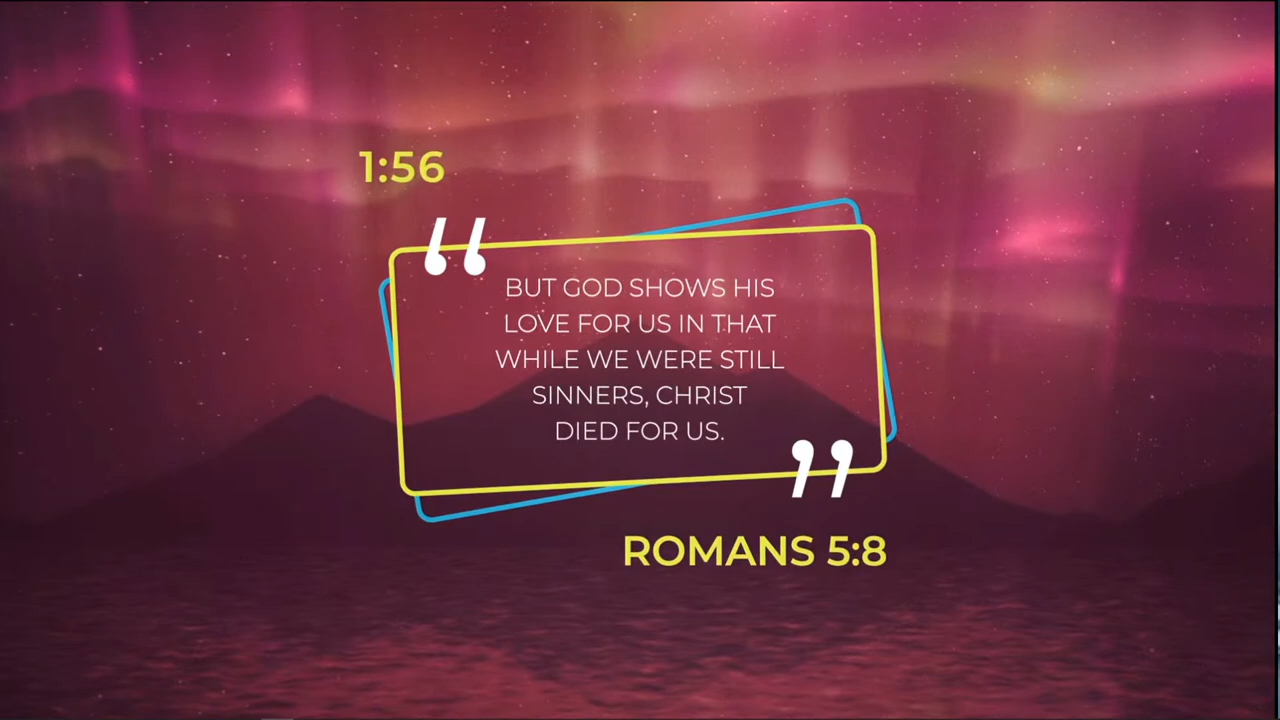 1:56
“
BUT GOD SHOWS HIS
LOVE FOR US IN THAT
WHILE WE WERE STILL
SINNERS, CHRIST
DIED FOR US.
”
ROMANS 5:8